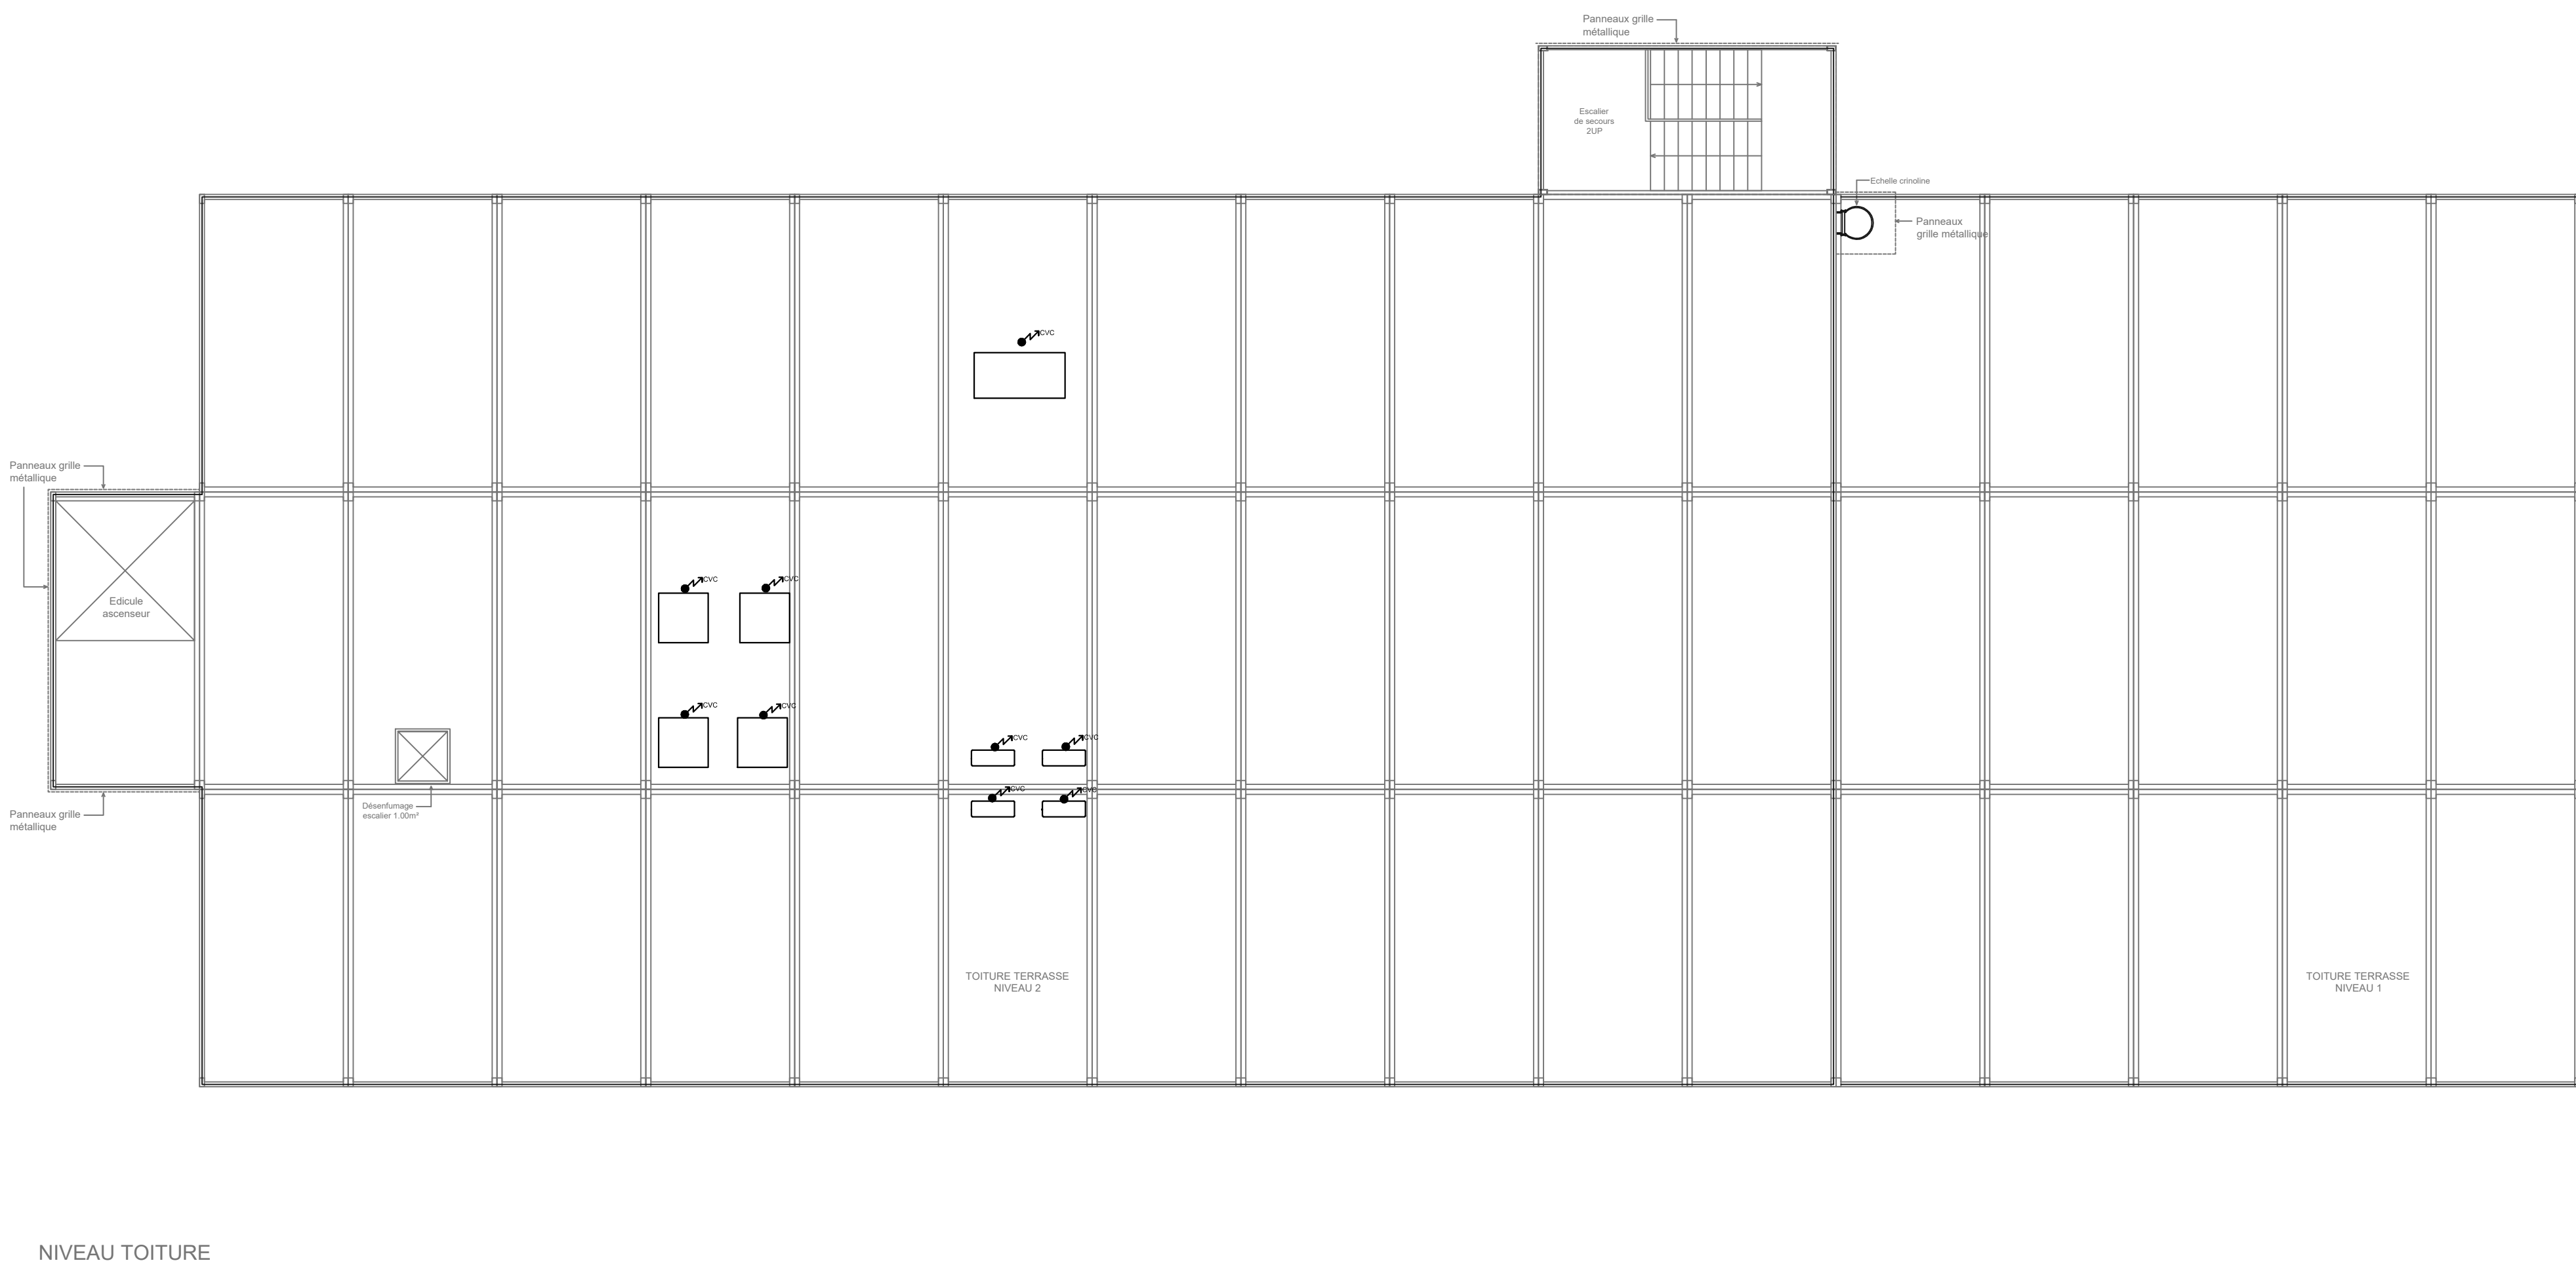 Panneaux grille
métallique
Escalier
de secours
2UP
Echelle crinoline
Panneaux
grille métallique
CVC
Panneaux grille
métallique
CVC
CVC
Edicule
ascenseur
CVC
CVC
CVC
CVC
CVC
CVC
Désenfumage
escalier 1.00m²
Panneaux grille
métallique
TOITURE TERRASSE
NIVEAU 2
TOITURE TERRASSE
NIVEAU 1
NIVEAU TOITURE